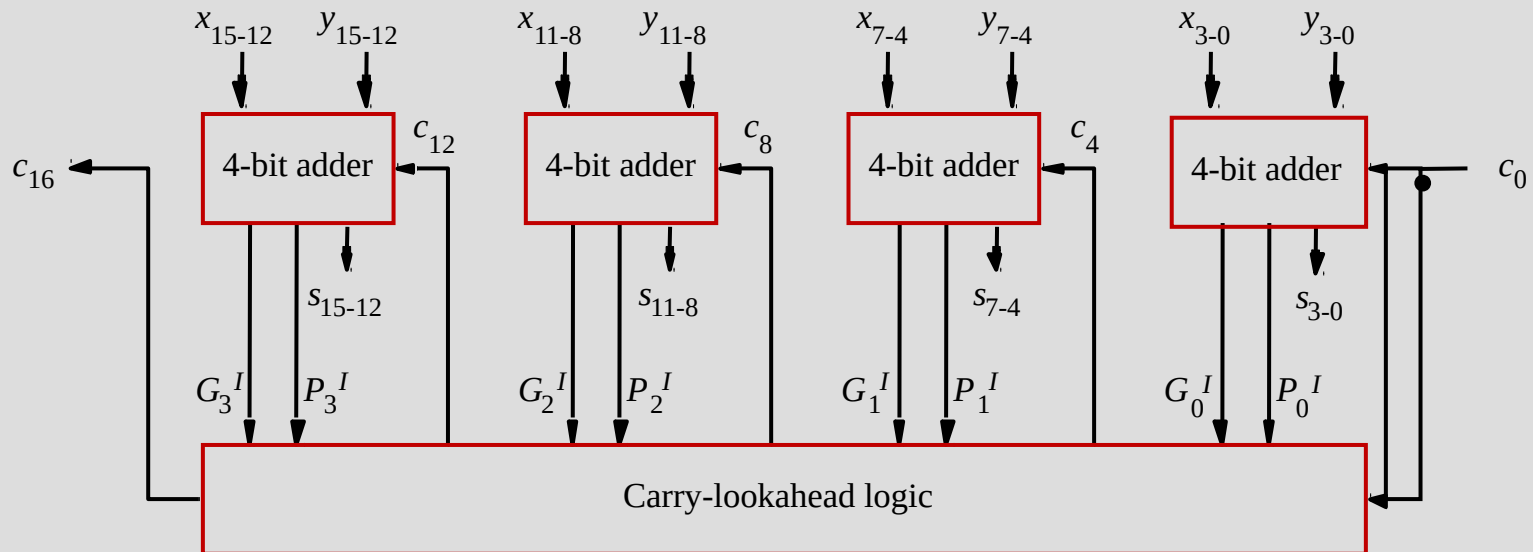 x15-12 y15-12 x11-8 y11-8 x7-4 y7-4 x3-0 y3-0
c12 c8 c4
c16 4-bit adder 4-bit adder 4-bit adder 4-bit adder c0
s15-12 s11-8 s7-4 s3-0
G3I P3I G2I P2I G1I P1I G0I P0I
Carry-lookahead logic